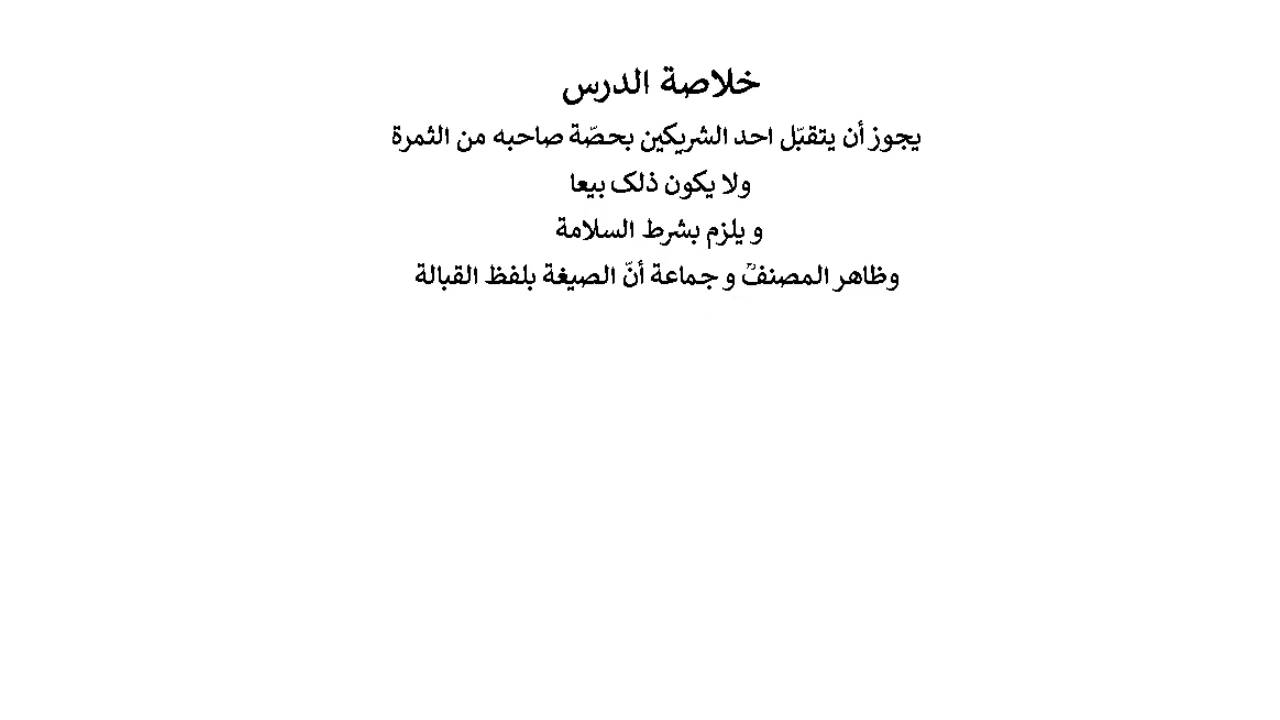 خلاصة الدرس
يجوز أن يتقبّل احد الشريكين بحصّة صاحبه من الثمرة
ولا يكون ذلک بيعا
و يلزم بشرط السلامة
وظاهر المصنف و جماعة أنّ الصيغة بلفظ القبالة